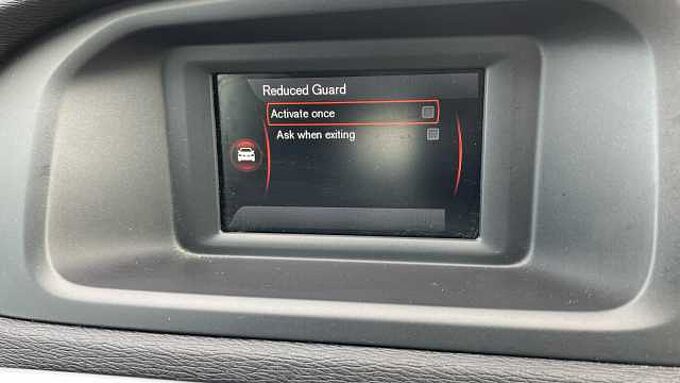 Reduced Guard
Activate once
Ask when exiting